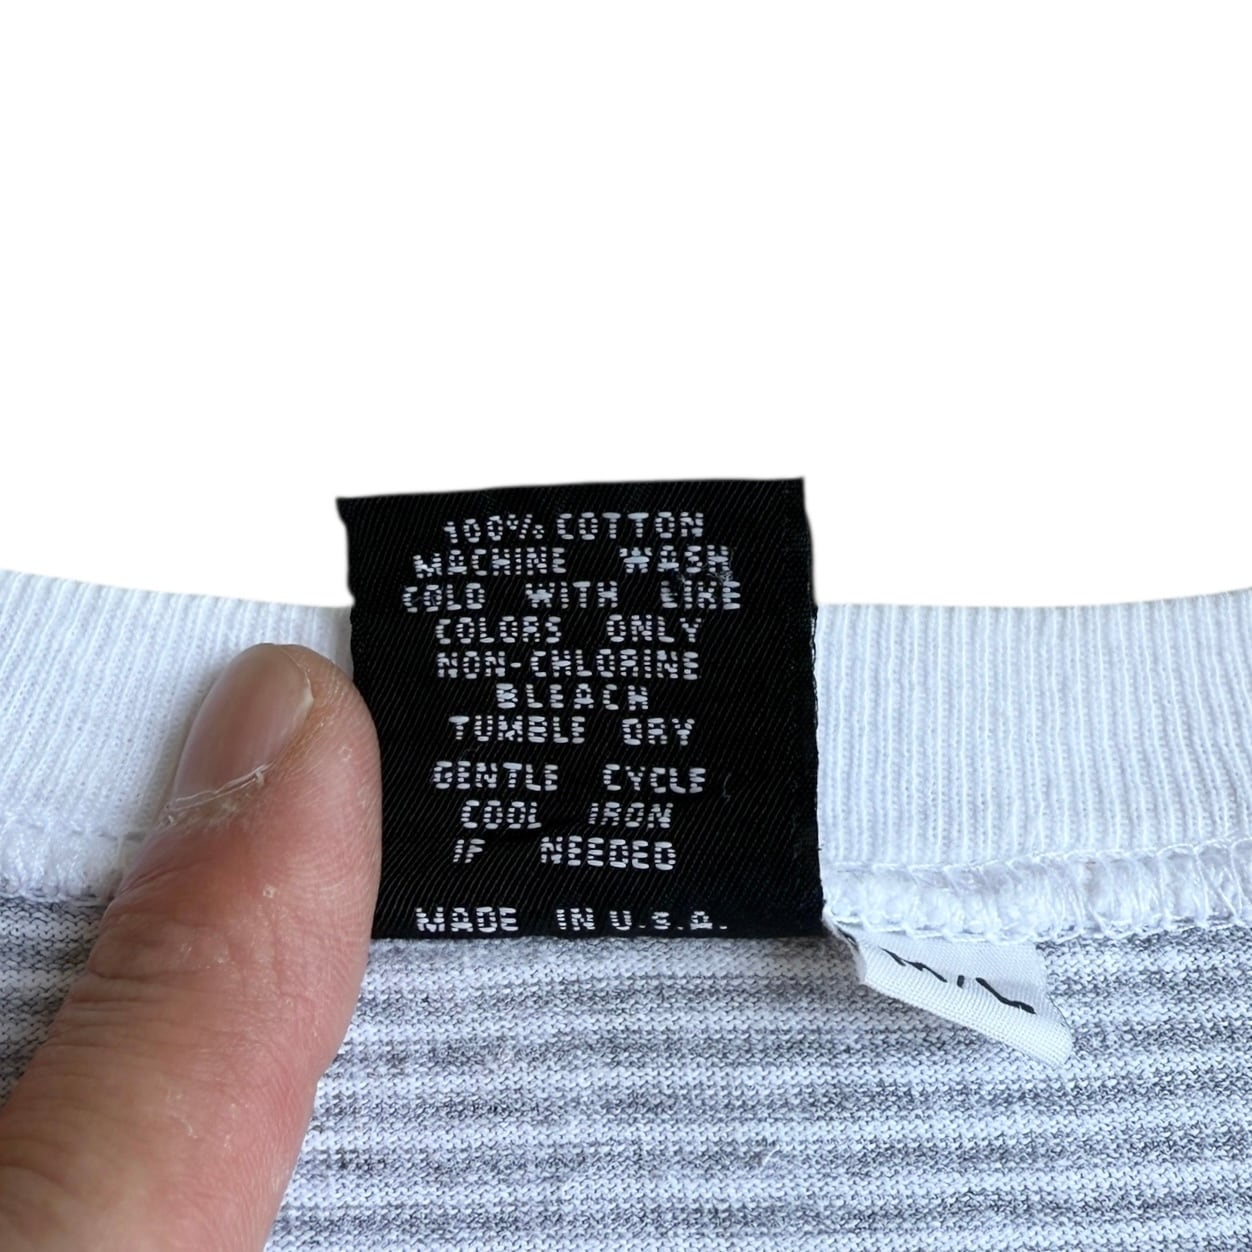 100% COTTON
MACHINE WASH
COLD WITH LIKE
COLORS ONLY
NON-CHLORINE
BLEACH
TUMBLE DRY
GENTLE CYCLE
COOL IRON
IF NEEDED
MADE IN U.S.A.
M/L